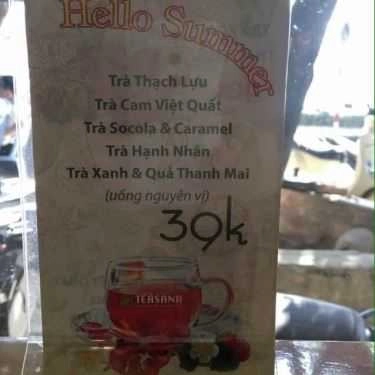 Hello Summer
Trà Thạch Lựu
Trà Cam Việt Quất
Trà Socola & Caramel
Trà Hạnh Nhân
Trà Xanh & Quả Thanh Mai
(uống nguyên vị)
39k
TEASANA